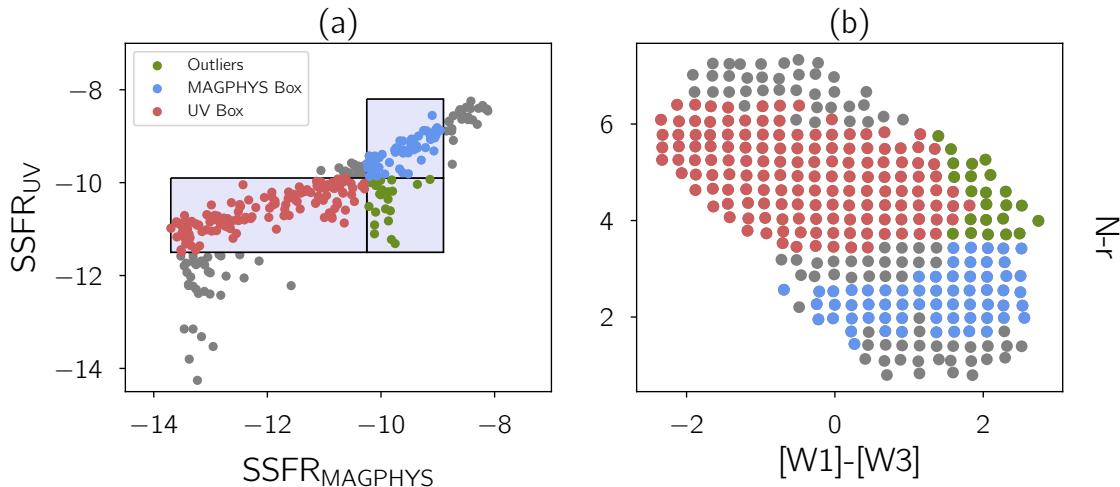 (a)
(b)
Outliers
MAGPHYS Box
UV Box
−8
−10
−12
−14
SSFR_UV
−14
−12
−10
−8
SSFR_MAGPHYS
6
4
2
N-r
−2
0
2
[W1]-[W3]